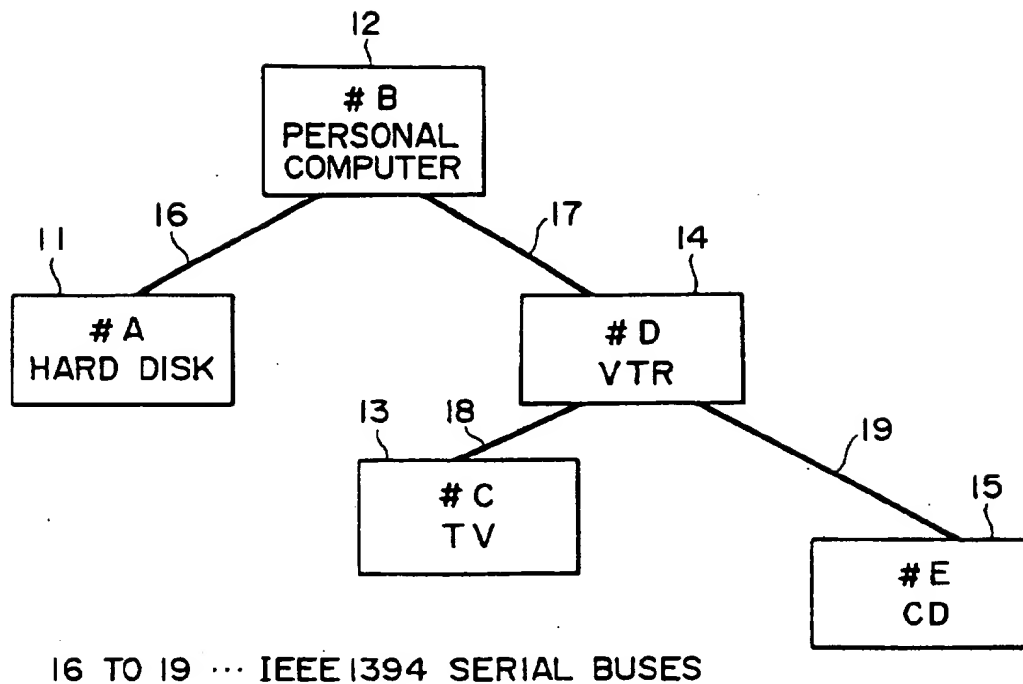 12
# B
PERSONAL
COMPUTER
16
17
11
14
# A
HARD DISK
# D
VTR
13
18
19
# C
TV
15
# E
CD
16 TO 19 ··· IEEE1394 SERIAL BUSES